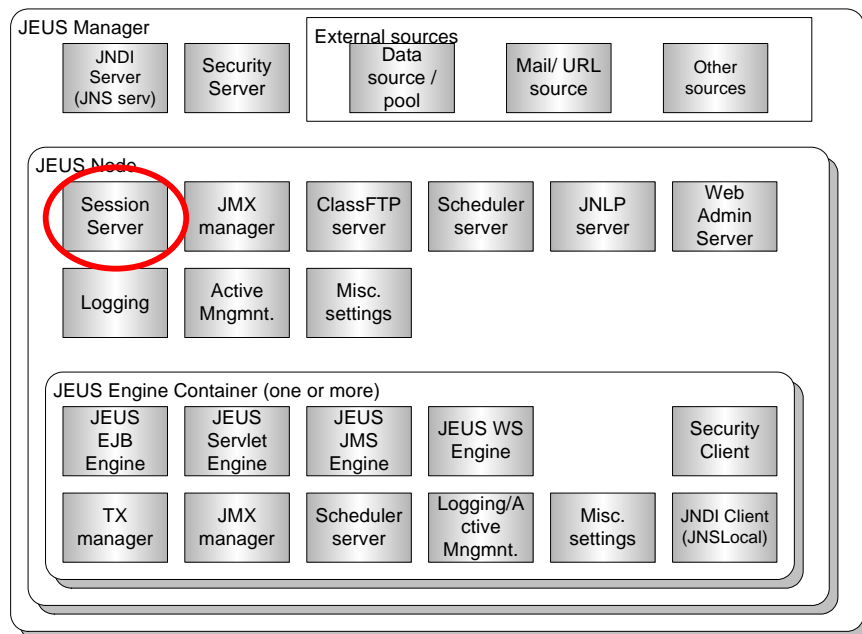 JEUS Manager
JNDI
Server
(JNS serv)
Security
Server
External sources
Data
source /
pool
Mail/ URL
source
Other
sources
JEUS Node
Session
Server
JMX
manager
ClassFTP
server
Scheduler
server
JNLP
server
Web
Admin
Server
Logging
Active
Mngmnt.
Misc.
settings
JEUS Engine Container (one or more)
JEUS
EJB
Engine
JEUS
Servlet
Engine
JEUS
JMS
Engine
JEUS WS
Engine
Security
Client
TX
manager
JMX
manager
Scheduler
server
Logging/A
ctive
Mngmnt.
Misc.
settings
JNDI Client
(JNSLocal)